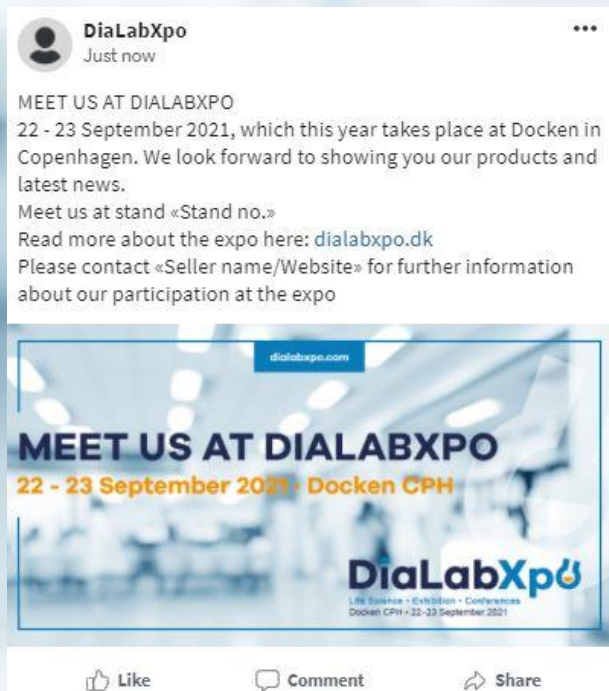 DiaLabXpo
Just now
MEET US AT DIALABXPO
22 - 23 September 2021, which this year takes place at Docken in
Copenhagen. We look forward to showing you our products and
latest news.
Meet us at stand «Stand no.»
Read more about the expo here: dialabxpo.dk
Please contact «Seller name/Website» for further information
about our participation at the expo
dialabxpo.com
MEET US AT DIALABXPO
22 - 23 September 2021 · Docken CPH
DiaLabXpo
Life Science • Exhibition • Conferences
Docken CPH • 22-23 September 2021
Like Comment Share